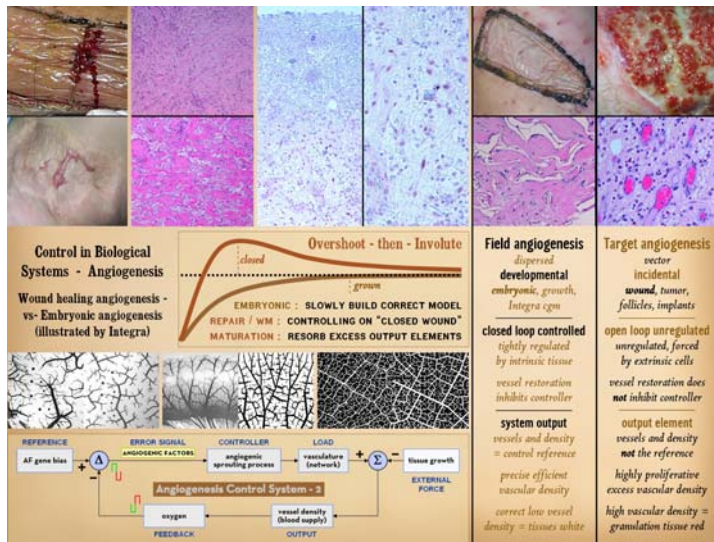 Control in Biological
Systems - Angiogenesis
Wound healing angiogenesis -
-vs- Embryonic angiogenesis
(illustrated by Integra)
Overshoot - then - Involute
closed
grown
EMBRYONIC : SLOWLY BUILD CORRECT MODEL
REPAIR / WM : CONTROLLING ON "CLOSED WOUND"
MATURATION : RESORB EXCESS OUTPUT ELEMENTS
REFERENCE
ERROR SIGNAL
CONTROLLER
LOAD
AF gene bias
+
−
Δ
ANGIOGENIC FACTORS
angiogenic
sprouting process
vasculature
(network)
+
Σ
−
tissue growth
EXTERNAL
FORCE
Angiogenesis Control System - 2
oxygen
FEEDBACK
vessel density
(blood supply)
OUTPUT
Field angiogenesis
dispersed
developmental
embryonic, growth,
Integra cgm
closed loop controlled
tightly regulated
by intrinsic tissue
vessel restoration
inhibits controller
system output
vessels and density
= control reference
precise efficient
vascular density
correct low vessel
density = tissues white
Target angiogenesis
vector
incidental
wound, tumor,
follicles, implants
open loop unregulated
unregulated, forced
by extrinsic cells
vessel restoration does
not inhibit controller
output element
vessels and density
not the reference
highly proliferative
excess vascular density
high vascular density =
granulation tissue red